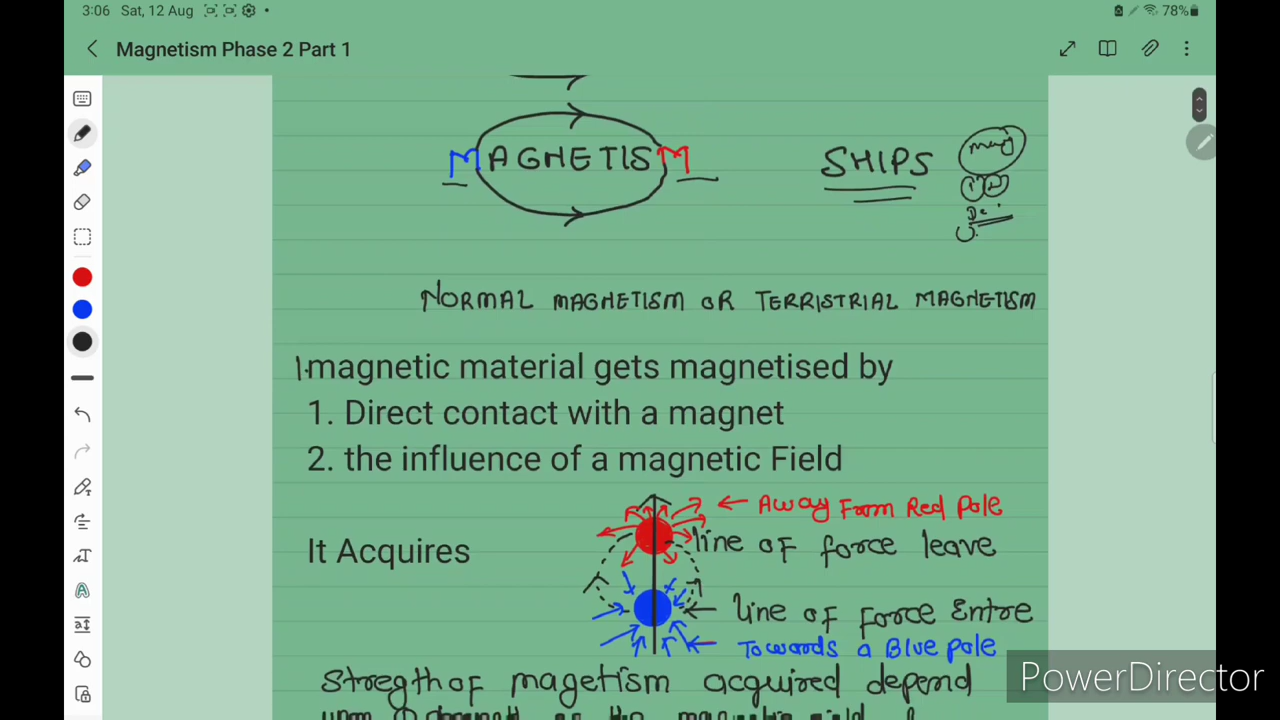 3:06 Sat, 12 Aug
78%
Magnetism Phase 2 Part 1
MAGNETISM
SHIPS
NORMAL MAGNETISM OR TERRISTRIAL MAGNETISM
1.magnetic material gets magnetised by
1. Direct contact with a magnet
2. the influence of a magnetic Field
← Away From Red Pole
It Acquires
line of force leave
← line of Force Entre
← Towards a Blue Pole
Stregth of magetism acquired depend
PowerDirector